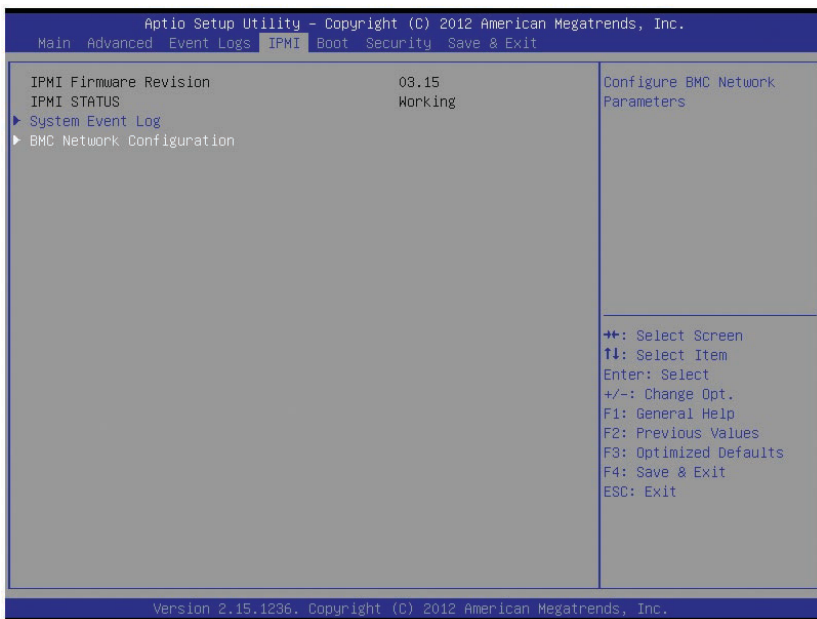 Aptio Setup Utility – Copyright (C) 2012 American Megatrends, Inc.
Main Advanced Event Logs IPMI Boot Security Save & Exit
IPMI Firmware Revision 03.15
IPMI STATUS Working
System Event Log
BMC Network Configuration
Configure BMC Network
Parameters
→←: Select Screen
↑↓: Select Item
Enter: Select
+/-: Change Opt.
F1: General Help
F2: Previous Values
F3: Optimized Defaults
F4: Save & Exit
ESC: Exit
Version 2.15.1236. Copyright (C) 2012 American Megatrends, Inc.